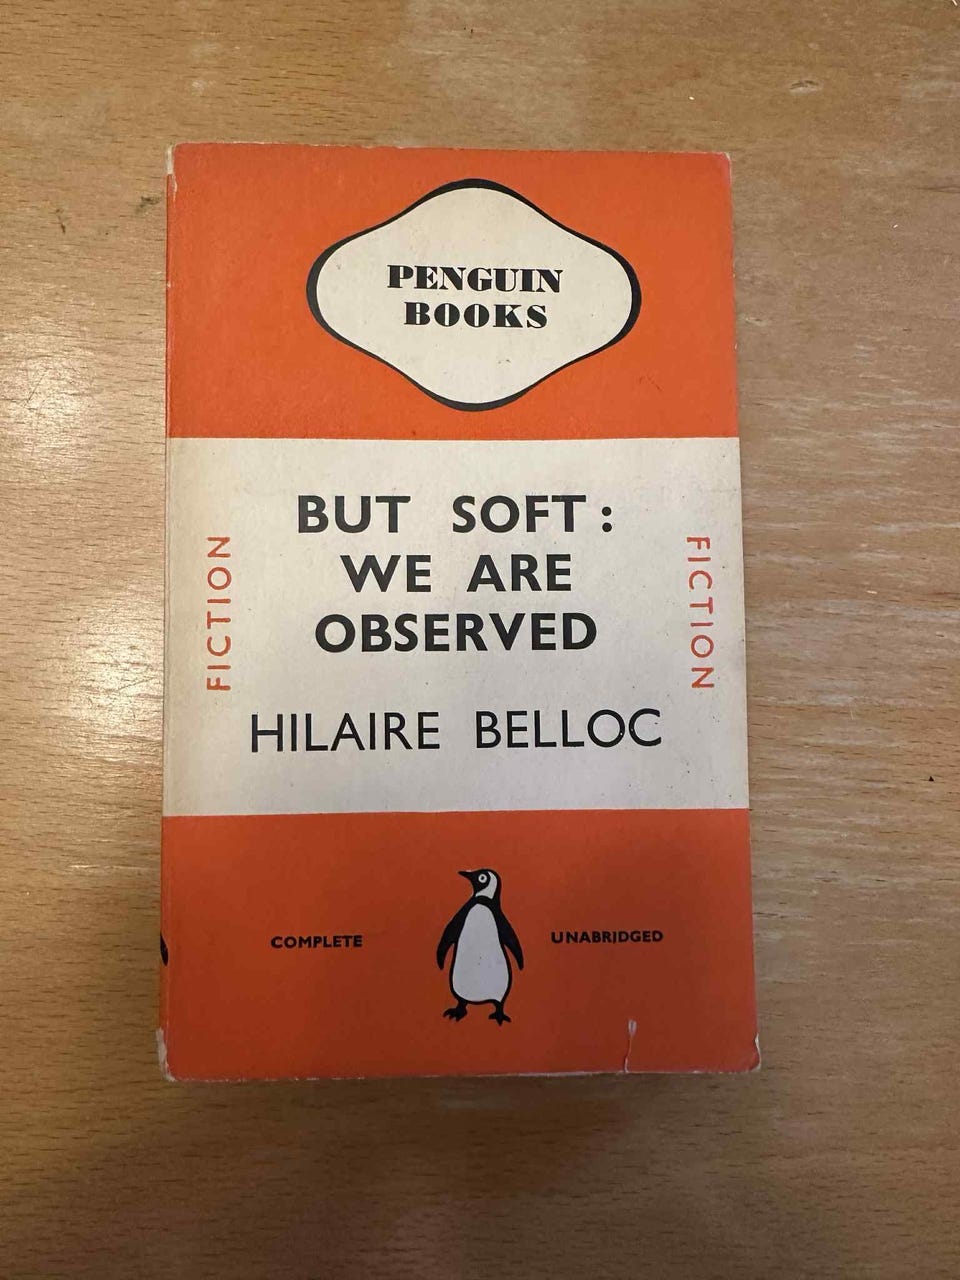 PENGUIN
BOOKS
BUT SOFT:
WE ARE
OBSERVED
FICTION
FICTION
HILAIRE BELLOC
COMPLETE
UNABRIDGED